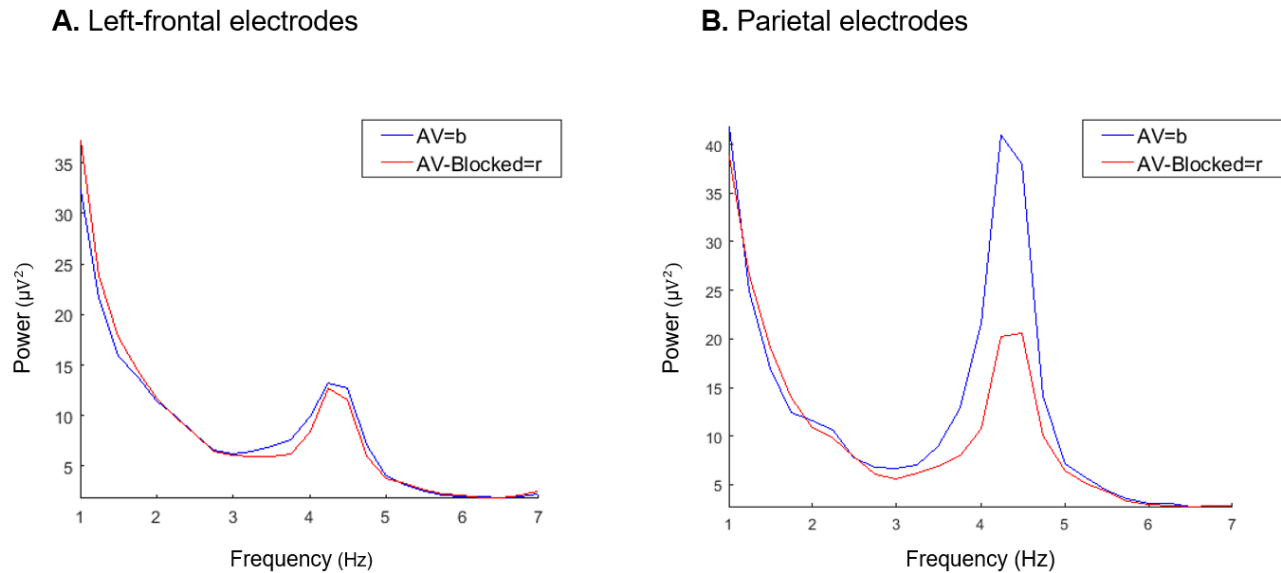 A. Left-frontal electrodes
AV=b
AV-Blocked=r
35
30
25
20
15
10
5
1 2 3 4 5 6 7
Power (μV²)
Frequency (Hz)
B. Parietal electrodes
AV=b
AV-Blocked=r
40
35
30
25
20
15
10
5
1 2 3 4 5 6 7
Power (μV²)
Frequency (Hz)